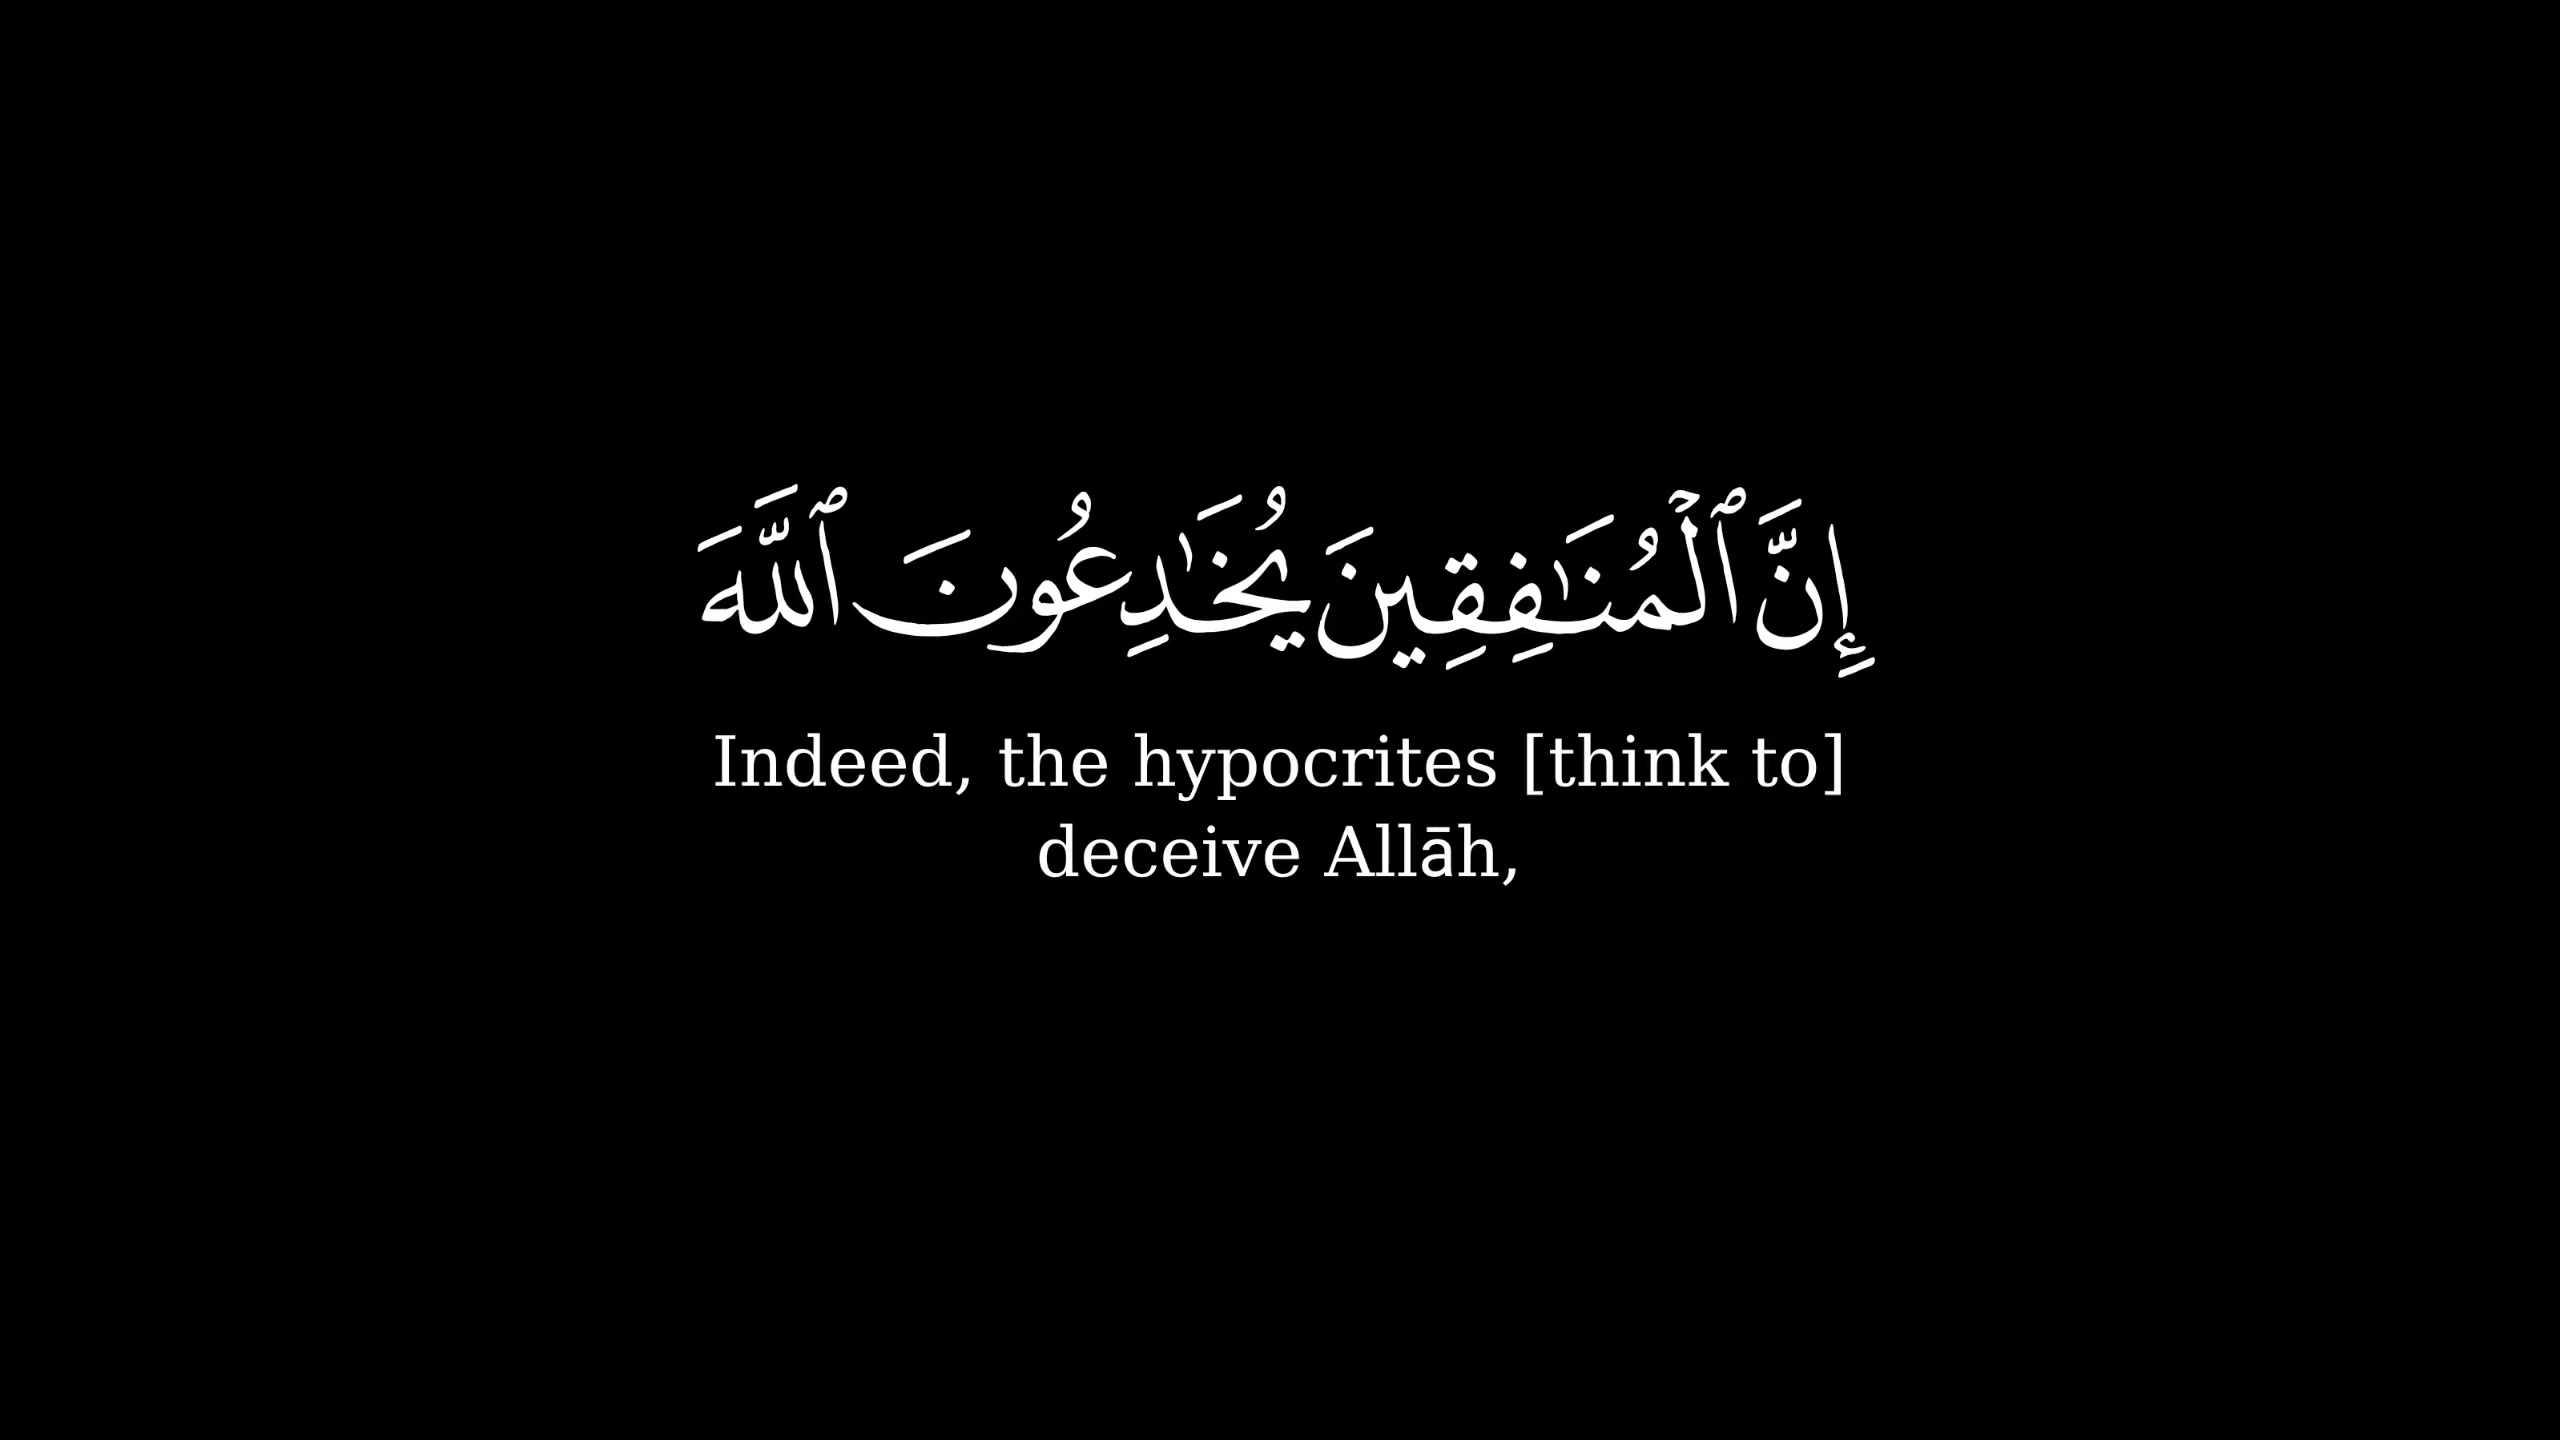 إِنَّ ٱلْمُنَـٰفِقِينَ يُخَـٰدِعُونَ ٱللَّهَ
Indeed, the hypocrites [think to]
deceive Allāh,